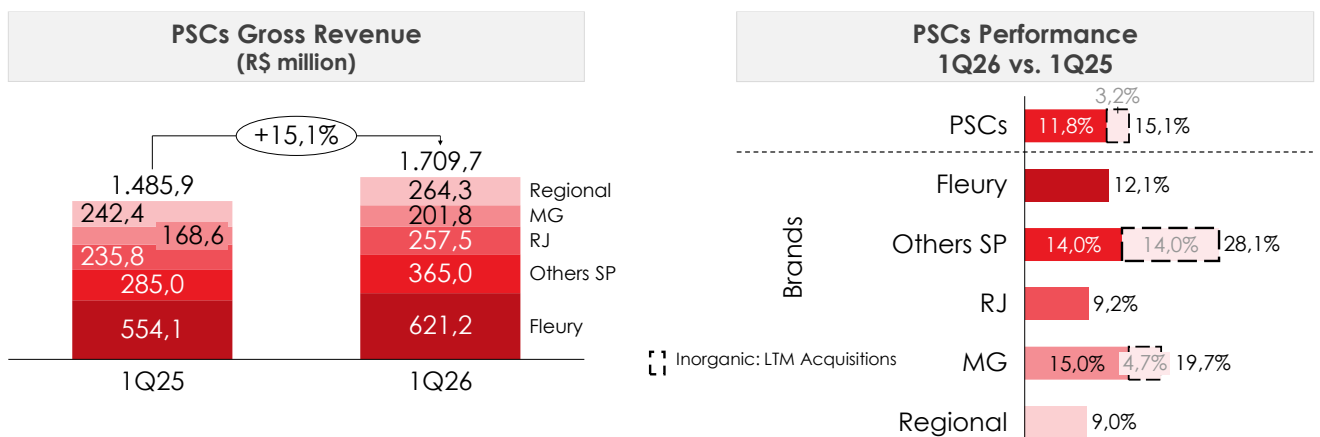 PSCs Gross Revenue
(R$ million)
+15,1%
1.485,9
1.709,7
242,4
168,6
235,8
285,0
554,1
264,3
201,8
257,5
365,0
621,2
Regional
MG
RJ
Others SP
Fleury
1Q25
1Q26
PSCs Performance
1Q26 vs. 1Q25
3,2%
PSCs
11,8%
15,1%
Brands
Fleury
12,1%
Others SP
14,0%
14,0%
28,1%
RJ
9,2%
Inorganic: LTM Acquisitions
MG
15,0%
4,7%
19,7%
Regional
9,0%